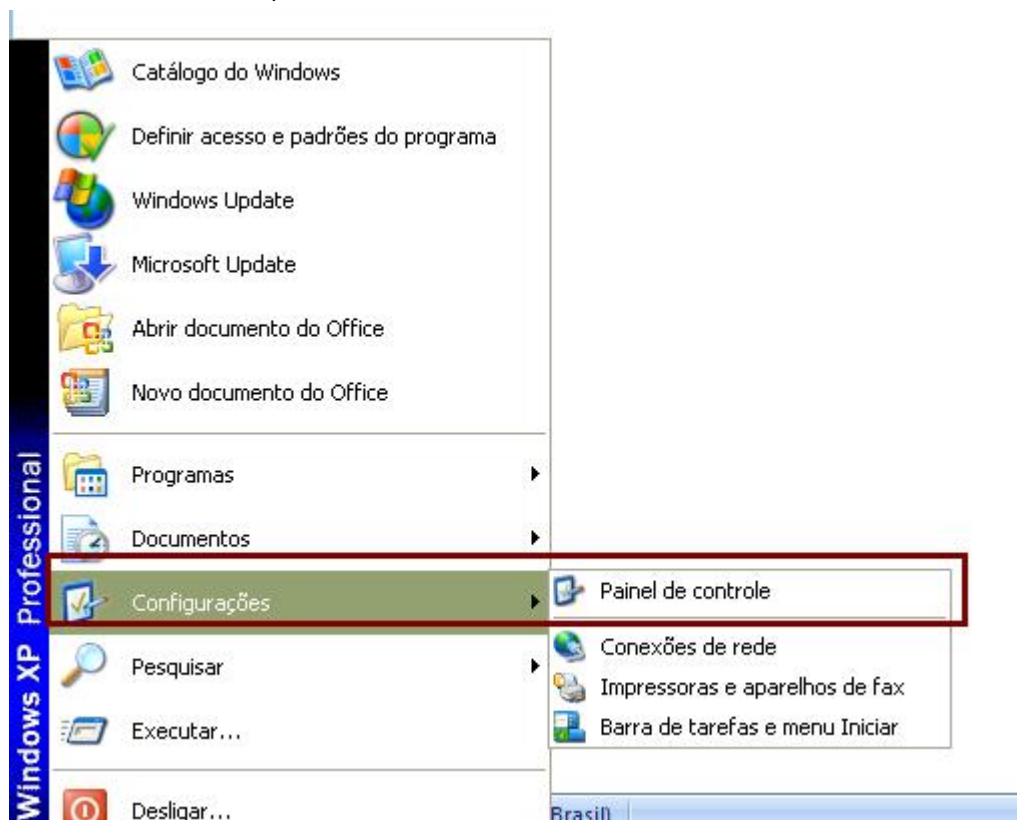 Catálogo do Windows
Definir acesso e padrões do programa
Windows Update
Microsoft Update
Abrir documento do Office
Novo documento do Office
Programas
Documentos
Configurações
Painel de controle
Conexões de rede
Impressoras e aparelhos de fax
Barra de tarefas e menu Iniciar
Pesquisar
Executar...
Desligar...
Windows XP Professional
Brasil)